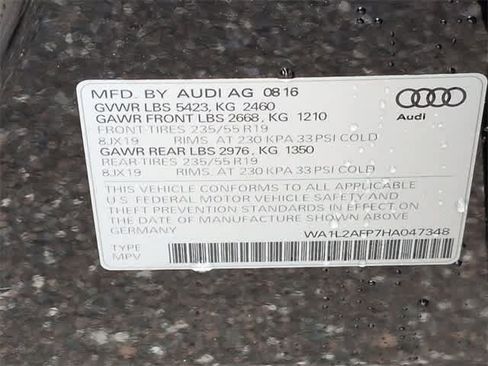 MFD. BY AUDI AG 0816
GVWR LBS 5423, KG 2460
GAWR FRONT LBS 2668, KG 1210
FRONT-TIRES 235/55 R19
8JX19 RIMS, AT 230 KPA 33 PSI COLD
GAWR REAR LBS 2976, KG 1350
REAR-TIRES 235/55 R19
8JX19 RIMS, AT 230 KPA 33 PSI COLD
THIS VEHICLE CONFORMS TO ALL APPLICABLE
U.S. FEDERAL MOTOR VEHICLE SAFETY AND
THEFT PREVENTION STANDARDS IN EFFECT ON
THE DATE OF MANUFACTURE SHOWN ABOVE.
GERMANY
WA1L2AFP7HA047348
TYPE
MPV
Audi